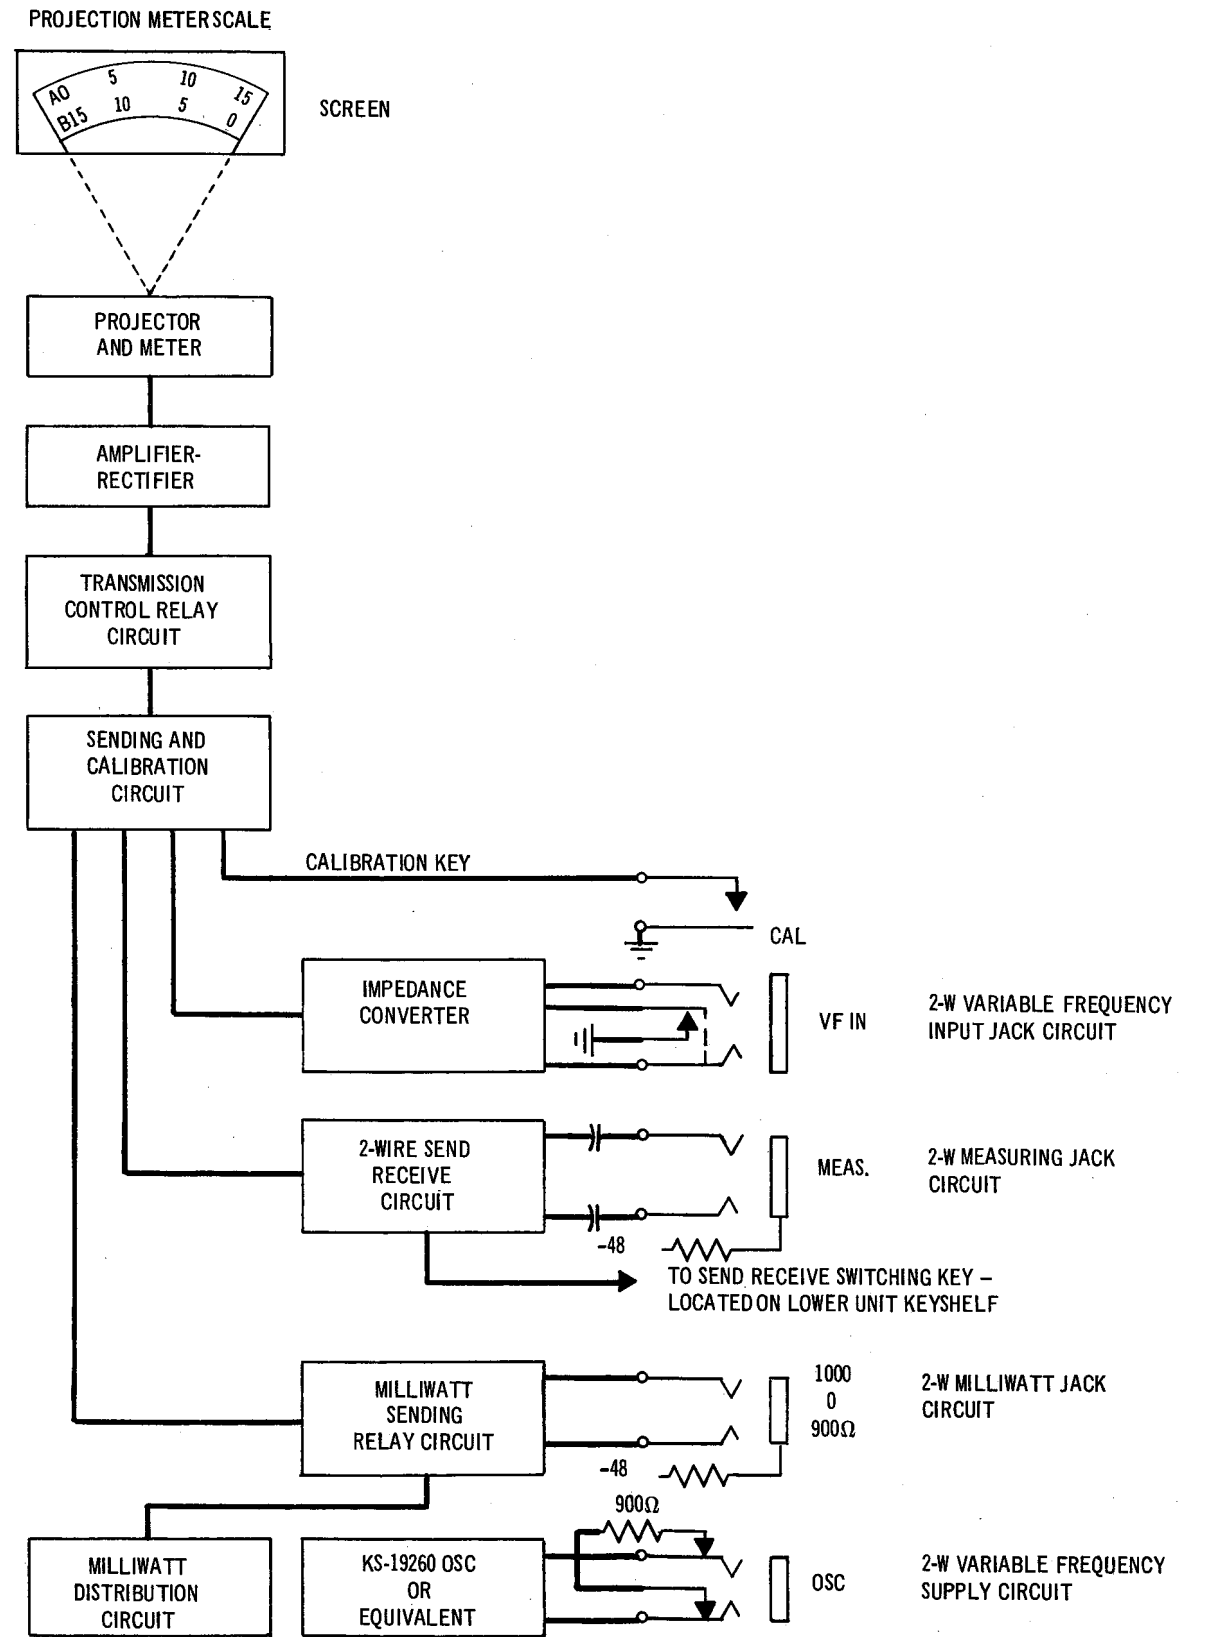 PROJECTION METER SCALE
A0 5 10 15
B15 10 5 0
SCREEN
PROJECTOR
AND METER
AMPLIFIER-
RECTIFIER
TRANSMISSION
CONTROL RELAY
CIRCUIT
SENDING AND
CALIBRATION
CIRCUIT
CALIBRATION KEY
CAL
IMPEDANCE
CONVERTER
VF IN
2-W VARIABLE FREQUENCY
INPUT JACK CIRCUIT
2-WIRE SEND
RECEIVE
CIRCUIT
MEAS.
2-W MEASURING JACK
CIRCUIT
-48
TO SEND RECEIVE SWITCHING KEY –
LOCATED ON LOWER UNIT KEYSHELF
MILLIWATT
SENDING
RELAY CIRCUIT
1000
0
900Ω
2-W MILLIWATT JACK
CIRCUIT
-48
900Ω
MILLIWATT
DISTRIBUTION
CIRCUIT
KS-19260 OSC
OR
EQUIVALENT
OSC
2-W VARIABLE FREQUENCY
SUPPLY CIRCUIT